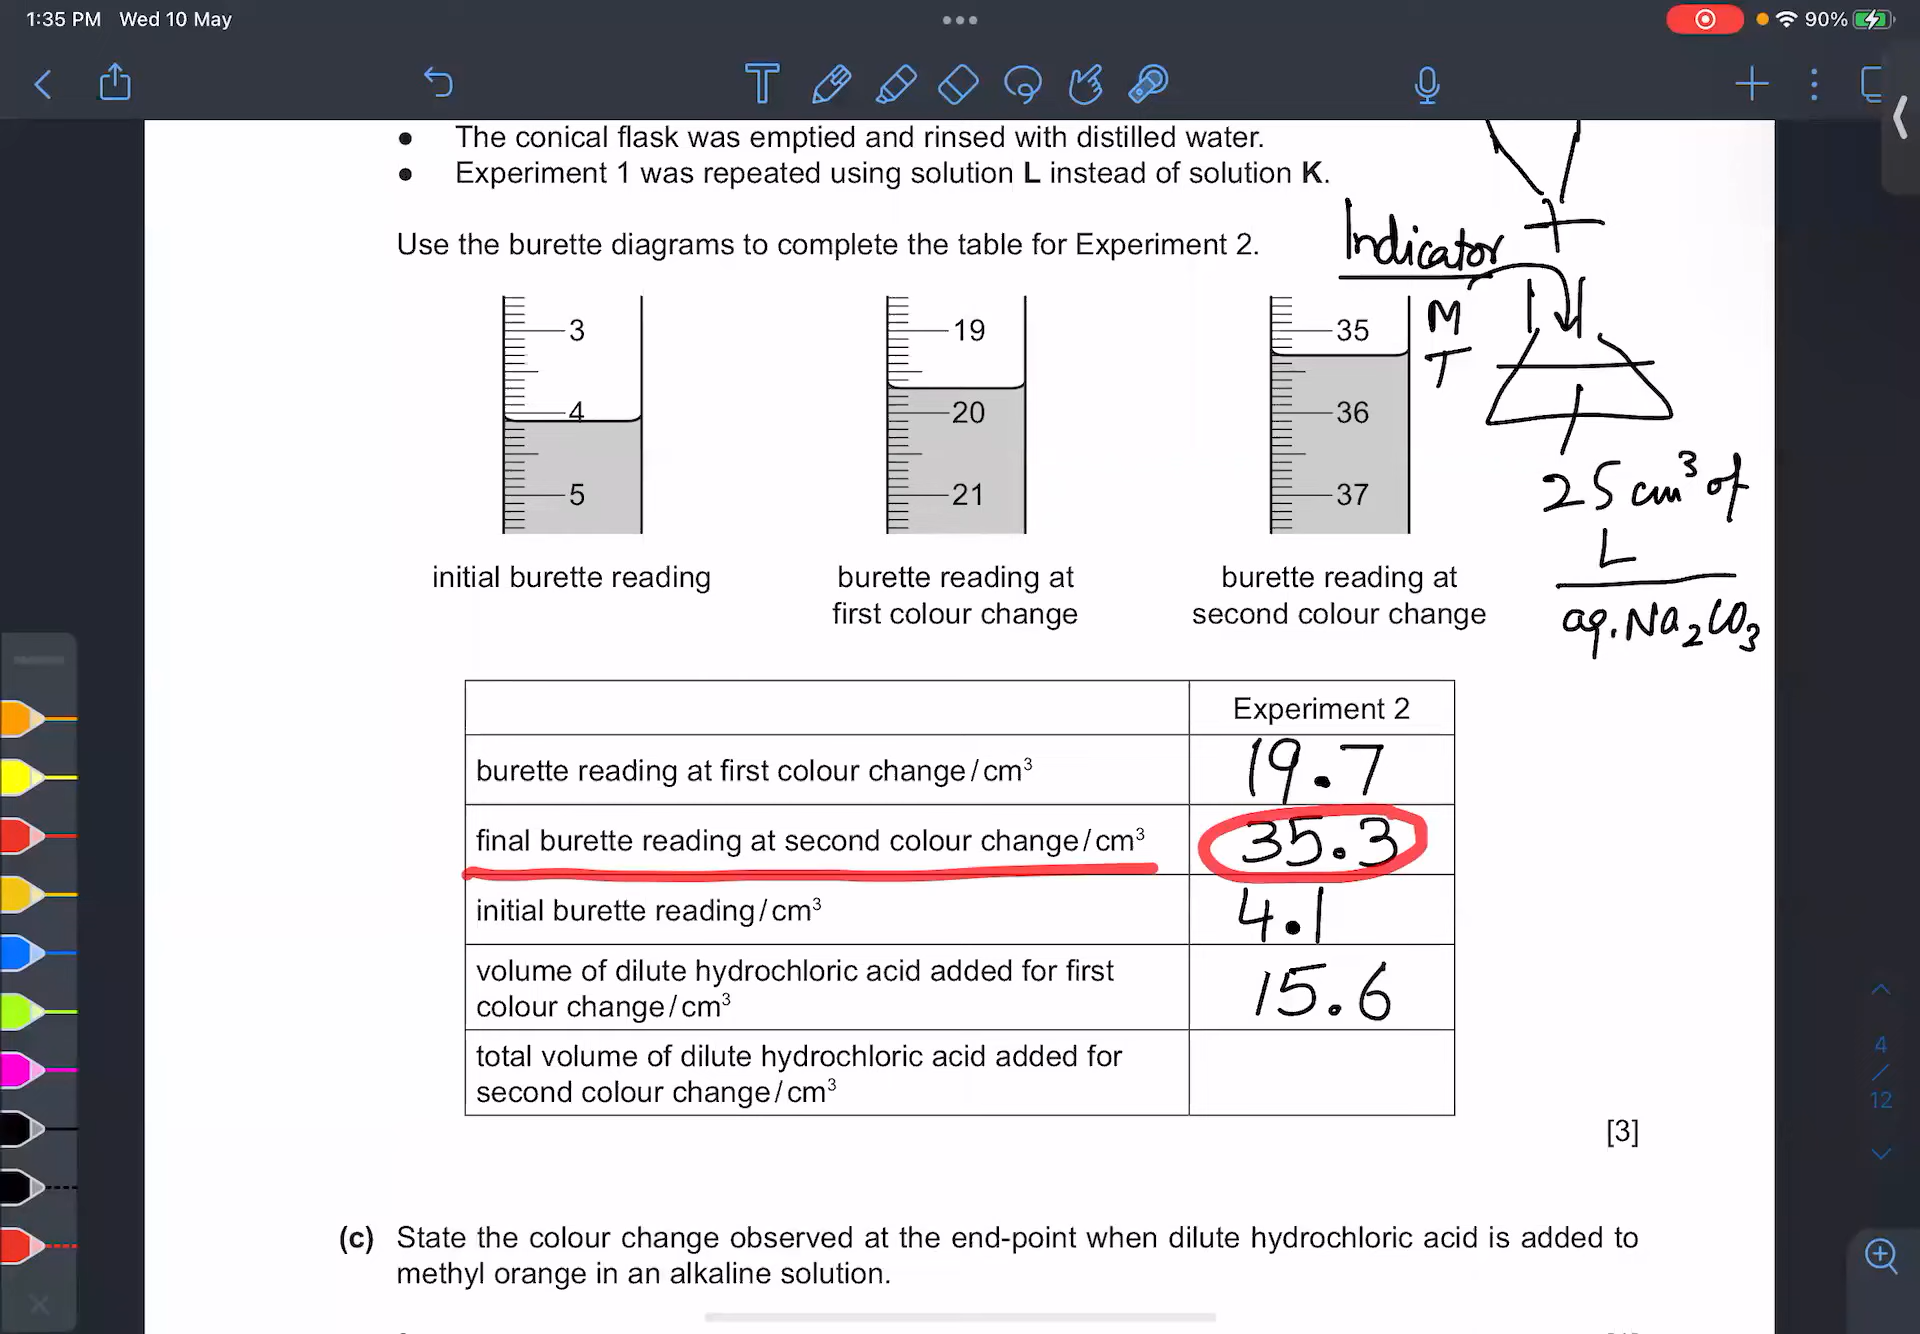 1:35 PM Wed 10 May
90%
• The conical flask was emptied and rinsed with distilled water.
• Experiment 1 was repeated using solution L instead of solution K.
Use the burette diagrams to complete the table for Experiment 2.
Indicator
M
T
3
4
5
19
20
21
35
36
37
25 cm³ of
L
aq. Na₂CO₃
initial burette reading
burette reading at
first colour change
burette reading at
second colour change
Experiment 2
burette reading at first colour change/cm³ 19.7
final burette reading at second colour change/cm³ 35.3
initial burette reading/cm³ 4.1
volume of dilute hydrochloric acid added for first
colour change/cm³ 15.6
total volume of dilute hydrochloric acid added for
second colour change/cm³
[3]
4
/
12
(c) State the colour change observed at the end-point when dilute hydrochloric acid is added to
methyl orange in an alkaline solution.